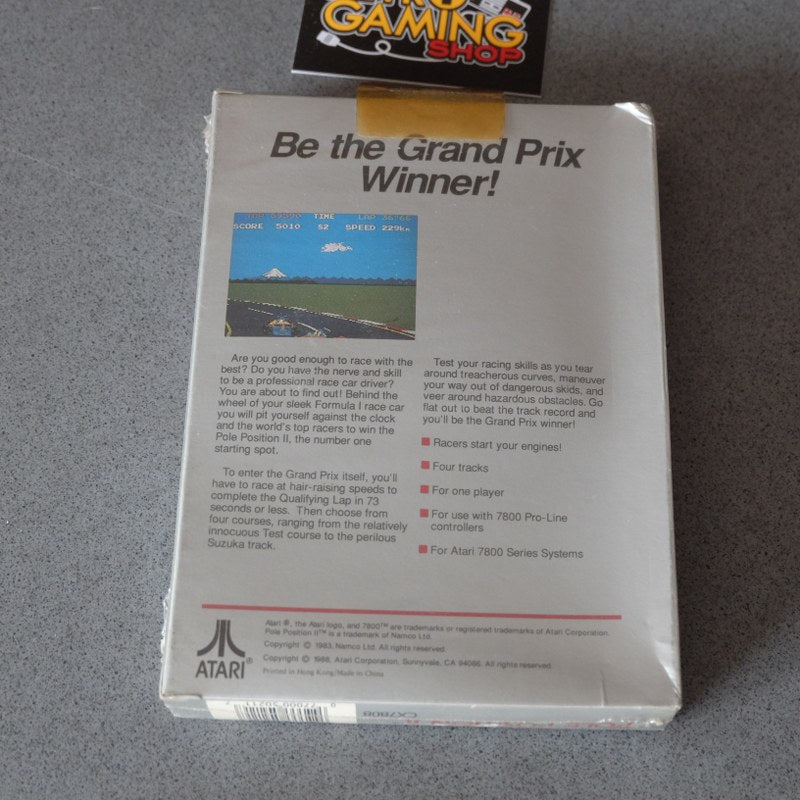 GAMING
SHOP
Be the Grand Prix
Winner!
TIME
SCORE 5010 52 SPEED 229km
Are you good enough to race with the
best? Do you have the nerve and skill
to be a professional race car driver?
You are about to find out! Behind the
wheel of your sleek Formula I race car
you will pit yourself against the clock
and the world's top racers to win the
Pole Position II, the number one
starting spot.
To enter the Grand Prix itself, you'll
have to race at hair-raising speeds to
complete the Qualifying Lap in 73
seconds or less. Then choose from
four courses, ranging from the relatively
innocuous Test course to the perilous
Suzuka track.
Test your racing skills as you tear
around treacherous curves, maneuver
your way out of dangerous skids, and
veer around hazardous obstacles. Go
flat out to beat the track record and
you'll be the Grand Prix winner!
Racers start your engines!
Four tracks
For one player
For use with 7800 Pro-Line
controllers
For Atari 7800 Series Systems
ATARI®
Atari ®, the Atari logo, and 7800™ are trademarks or registered trademarks of Atari Corporation.
Pole Position II™ is a trademark of Namco Ltd.
Copyright © 1983, Namco Ltd. All rights reserved.
Copyright © 1988, Atari Corporation, Sunnyvale, CA 94086. All rights reserved.
Printed in Hong Kong/Made in China
CX7808